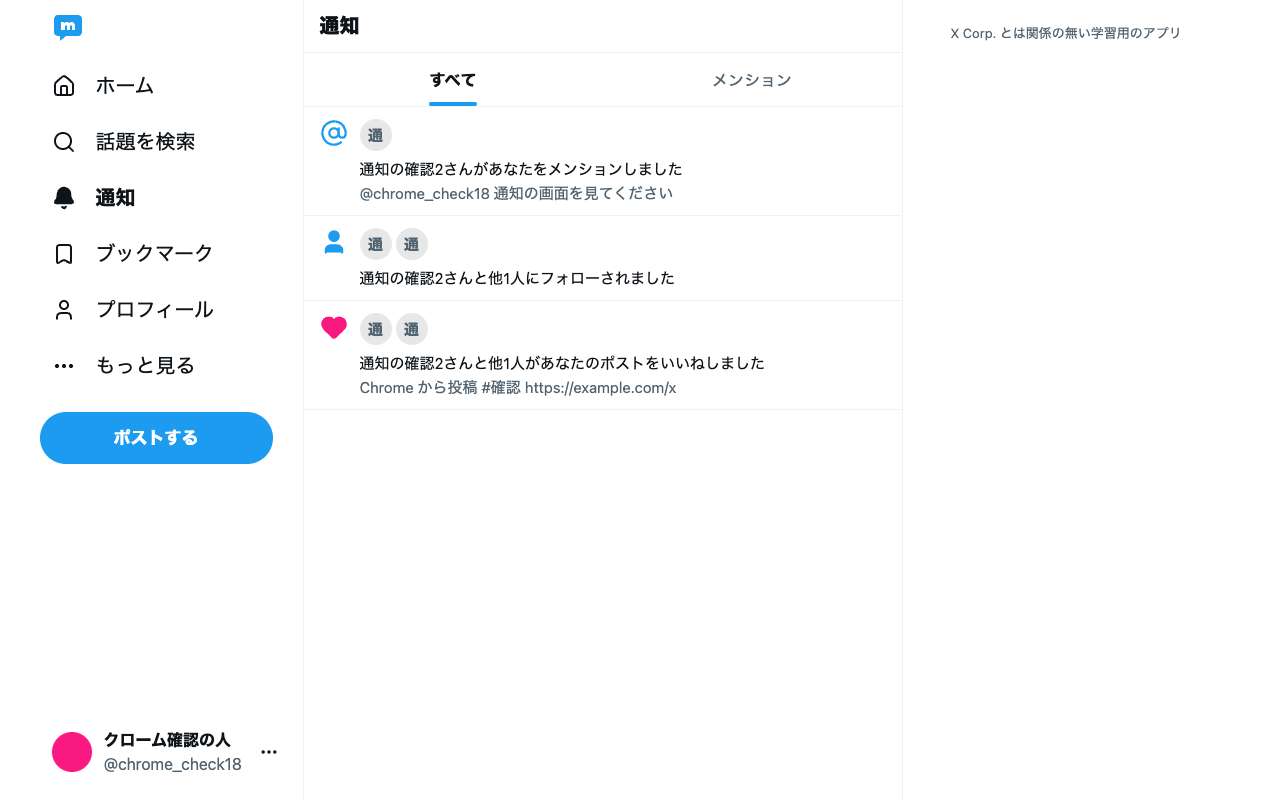 m
通知
ホーム
話題を検索
通知
ブックマーク
プロフィール
もっと見る
ポストする
クローム確認の人
@chrome_check18
すべて
メンション
通
通知の確認2さんがあなたをメンションしました
@chrome_check18 通知の画面を見てください
通 通
通知の確認2さんと他1人にフォローされました
通 通
通知の確認2さんと他1人があなたのポストをいいねしました
Chrome から投稿 #確認 https://example.com/x
X Corp. とは関係の無い学習用のアプリ